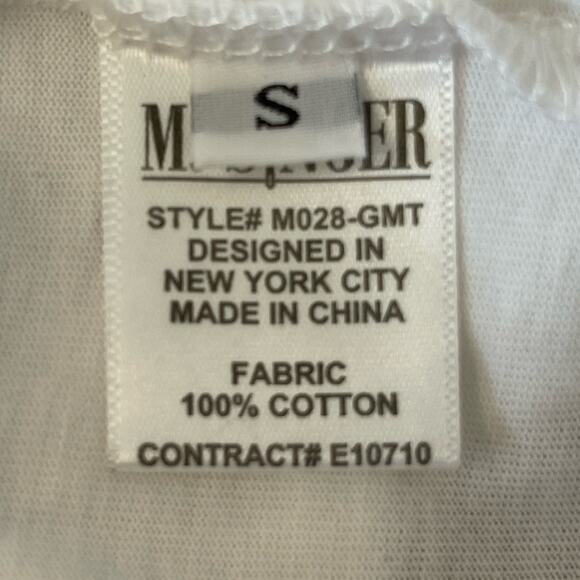 S
STYLE# M028-GMT
DESIGNED IN
NEW YORK CITY
MADE IN CHINA
FABRIC
100% COTTON
CONTRACT# E10710